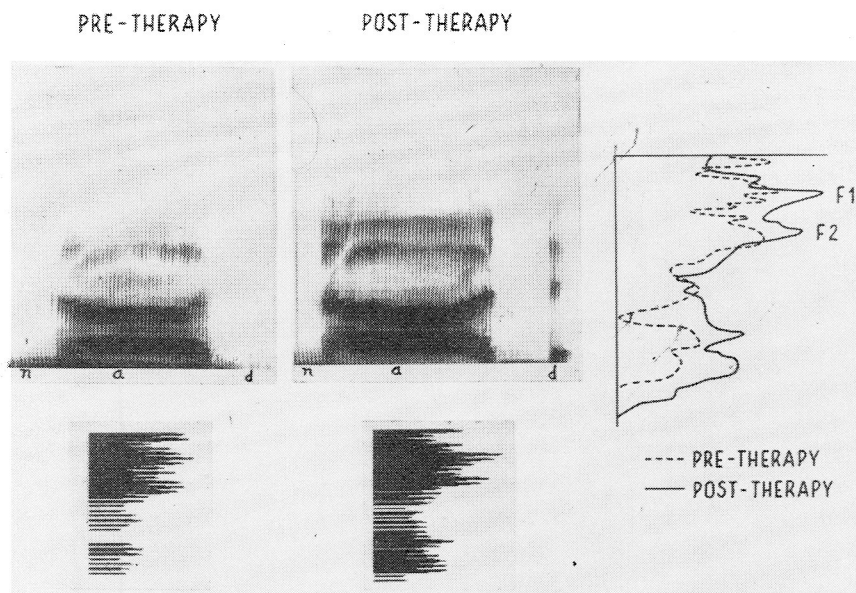 PRE-THERAPY POST-THERAPY
F1
F2
n a d n a d
PRE-THERAPY
POST-THERAPY